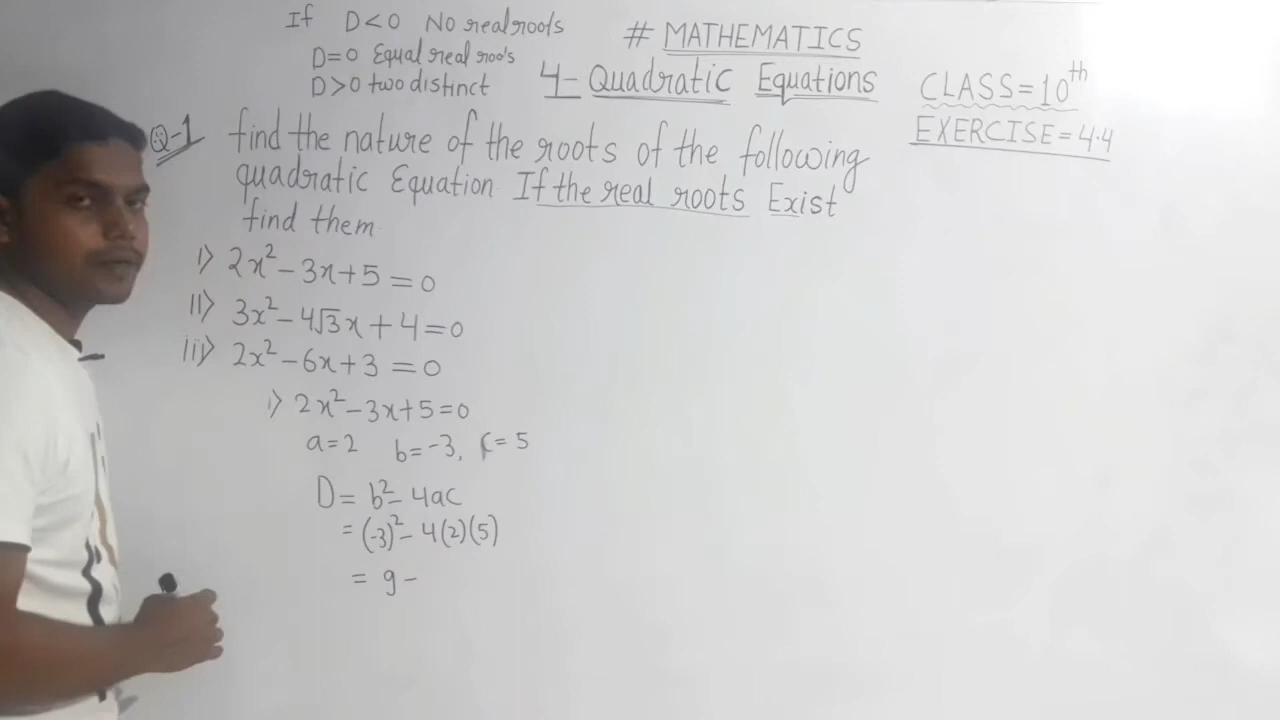 If D<0 No real roots
D=0 Equal real roo's
D>0 two distinct
# MATHEMATICS
4- Quadratic Equations
CLASS=10th
EXERCISE=4.4
Q-1 find the nature of the roots of the following
quadratic Equation If the real roots Exist
find them
i) 2x²-3x+5=0
ii) 3x²-4√3x+4=0
iii) 2x²-6x+3=0
i) 2x²-3x+5=0
a=2 b=-3, c=5
D= b²-4ac
= (-3)²-4(2)(5)
= 9-